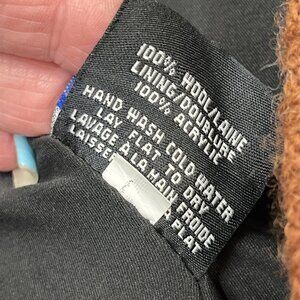 100% WOOL/LAINE
LINING/DOUBLURE
100% ACRYLIC
HAND WASH COLD WATER
LAY FLAT TO DRY
LAVAGE A LA MAIN
LAISSE
FROIDE
A PLAT